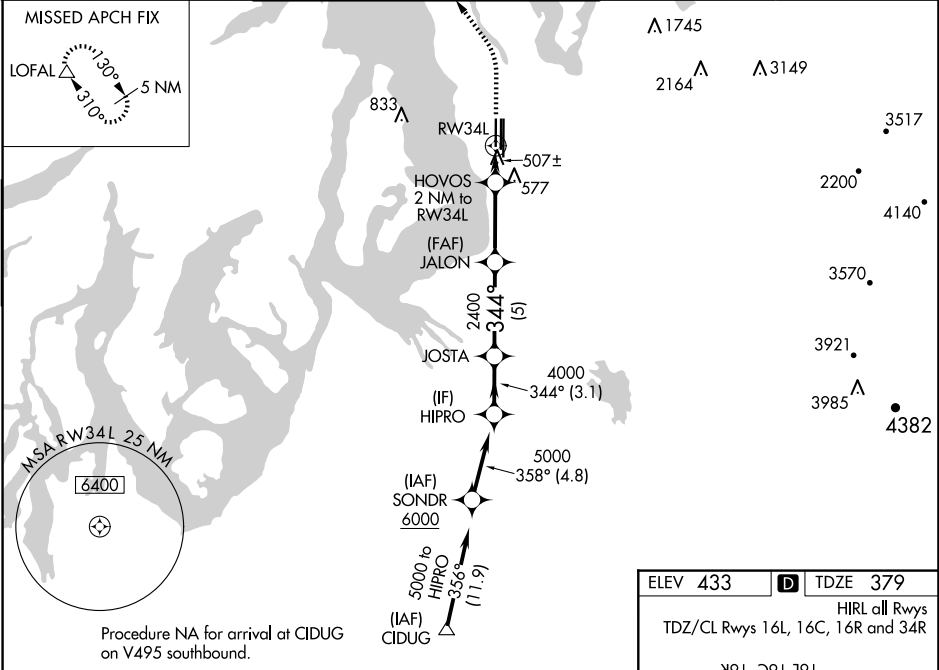 MISSED APCH FIX
LOFAL
130°
310°
5 NM
1745
2164
3149
833
3517
RW34L
507±
577
HOVOS
2 NM to
RW34L
2200
4140
(FAF)
JALON
3570
2400
344°
(5)
JOSTA
3921
4000
344° (3.1)
(IF)
HIPRO
3985
4382
MSA RW34L 25 NM
6400
5000
358° (4.8)
(IAF)
SONDR
6000
5000 to
HIPRO
356°
(11.9)
(IAF)
CIDUG
Procedure NA for arrival at CIDUG
on V495 southbound.
ELEV 433 D TDZE 379
HIRL all Rwys
TDZ/CL Rwys 16L, 16C, 16R and 34R